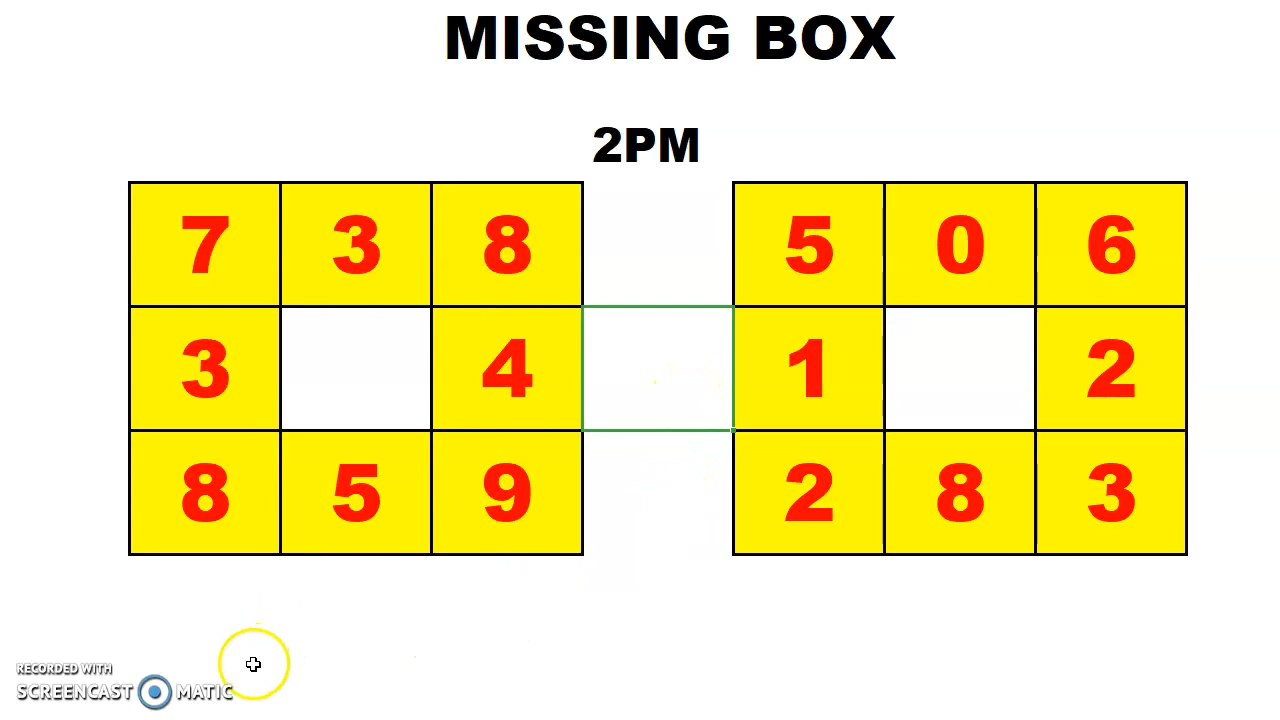 MISSING BOX
2PM
7 3 8 5 0 6
3 4 1 2
8 5 9 2 8 3
RECORDED WITH
SCREENCAST MATIC